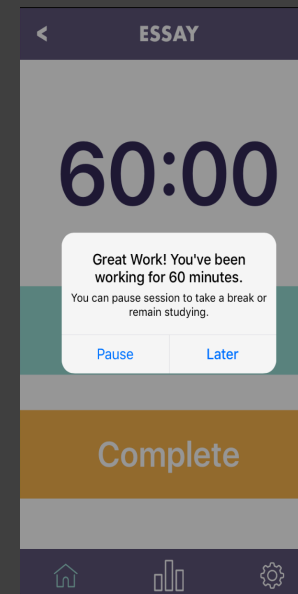 ESSAY
60:00
Great Work! You've been
working for 60 minutes.
You can pause session to take a break or
remain studying.
Pause Later
Complete